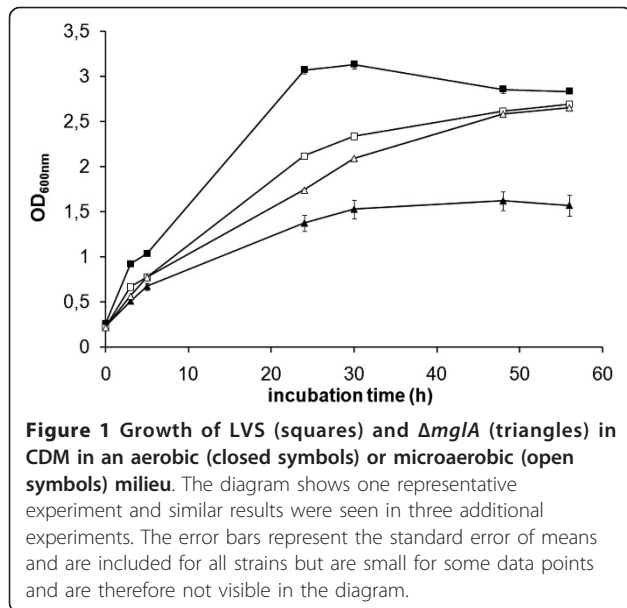 3,5
3
2,5
2
1,5
1
0,5
0
OD600nm
0 10 20 30 40 50 60
incubation time (h)
Figure 1 Growth of LVS (squares) and ΔmglA (triangles) in
CDM in an aerobic (closed symbols) or microaerobic (open
symbols) milieu. The diagram shows one representative
experiment and similar results were seen in three additional
experiments. The error bars represent the standard error of means
and are included for all strains but are small for some data points
and are therefore not visible in the diagram.